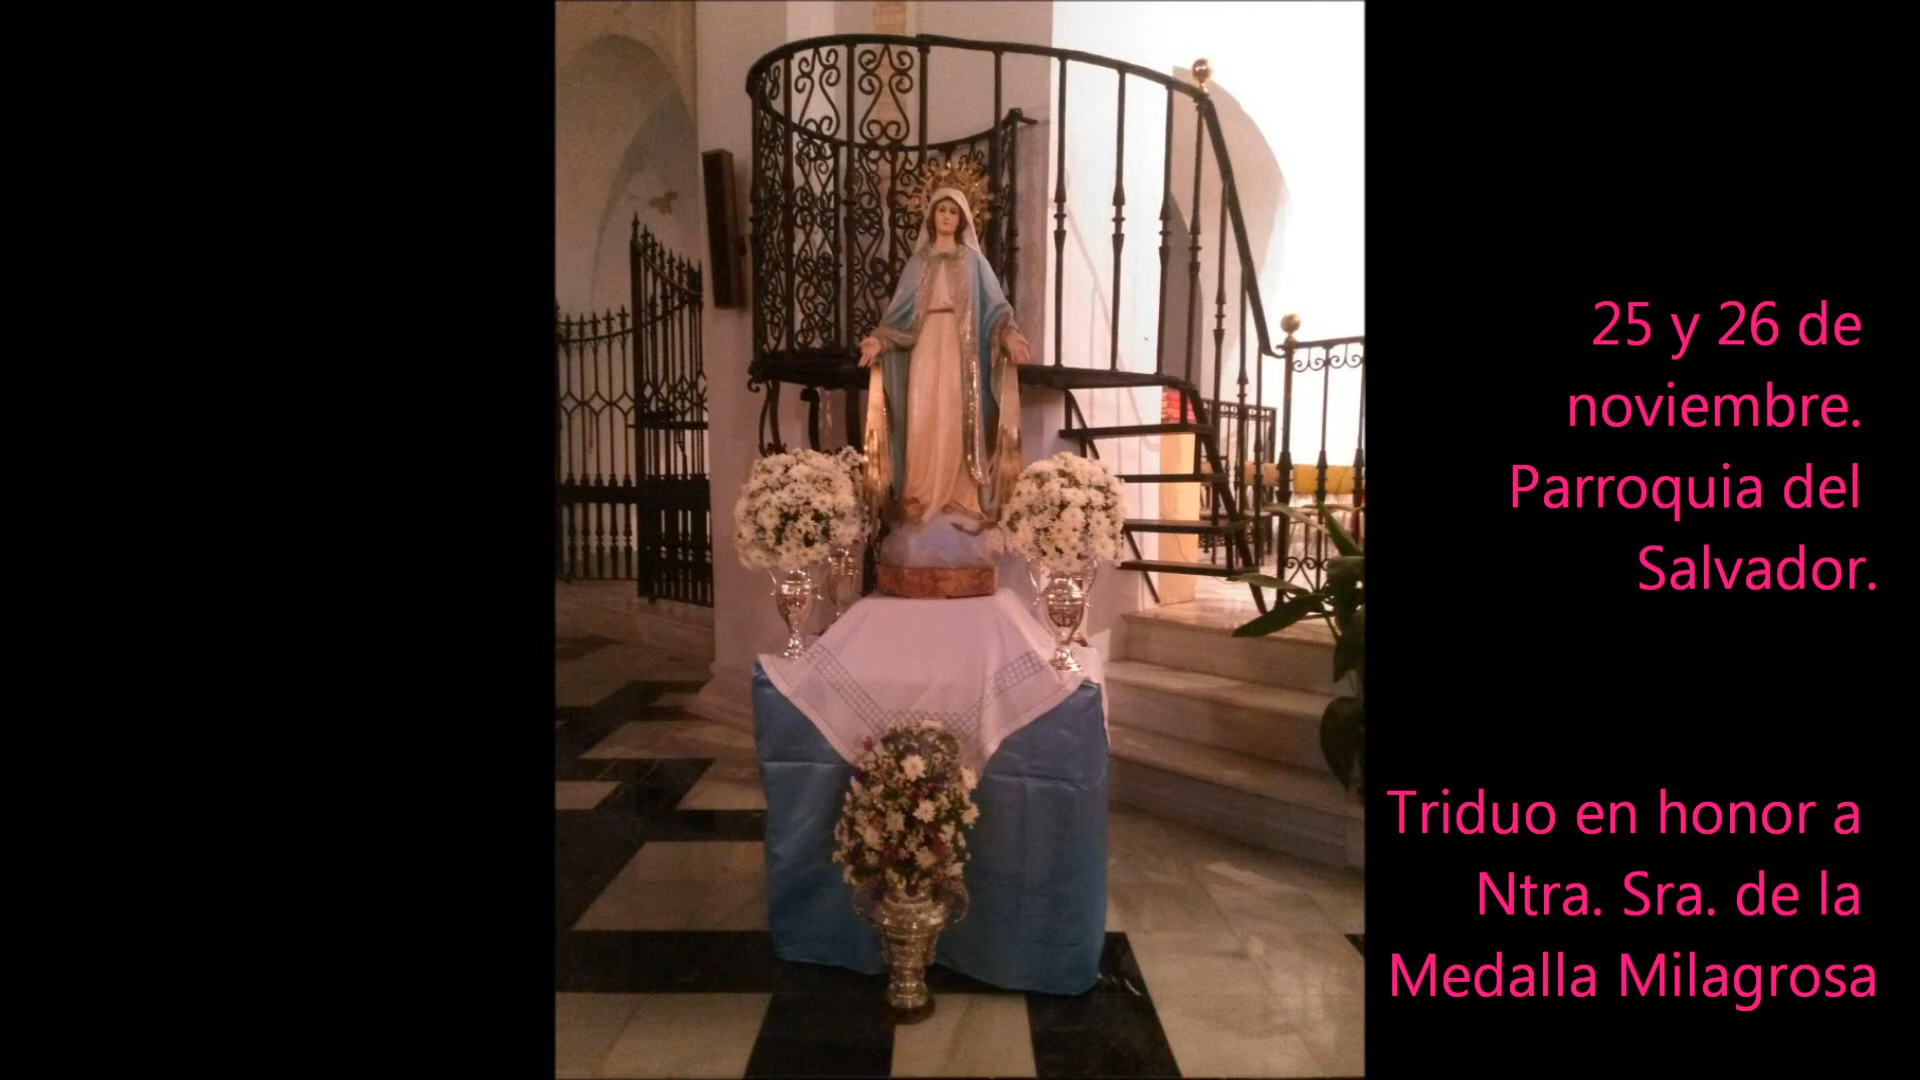 25 y 26 de
noviembre.
Parroquia del
Salvador.
Triduo en honor a
Ntra. Sra. de la
Medalla Milagrosa